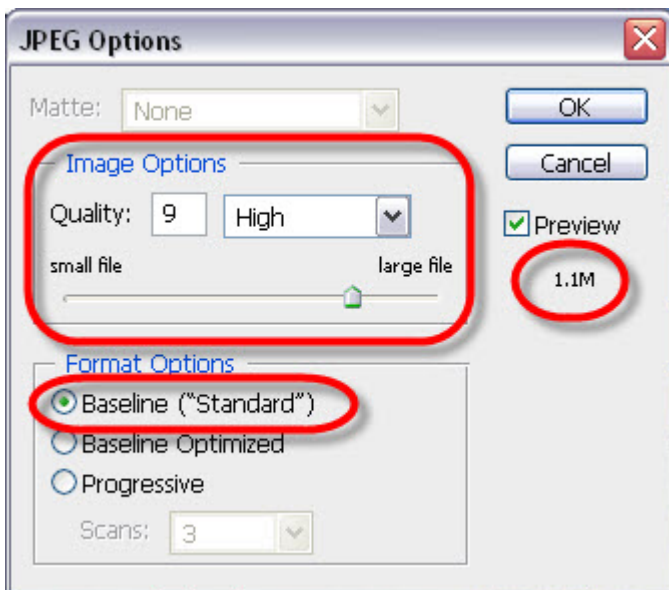 JPEG Options
Matte: None
OK
Image Options
Cancel
Quality: 9 High
Preview
small file large file
1.1M
Format Options
Baseline ("Standard")
Baseline Optimized
Progressive
Scans: 3